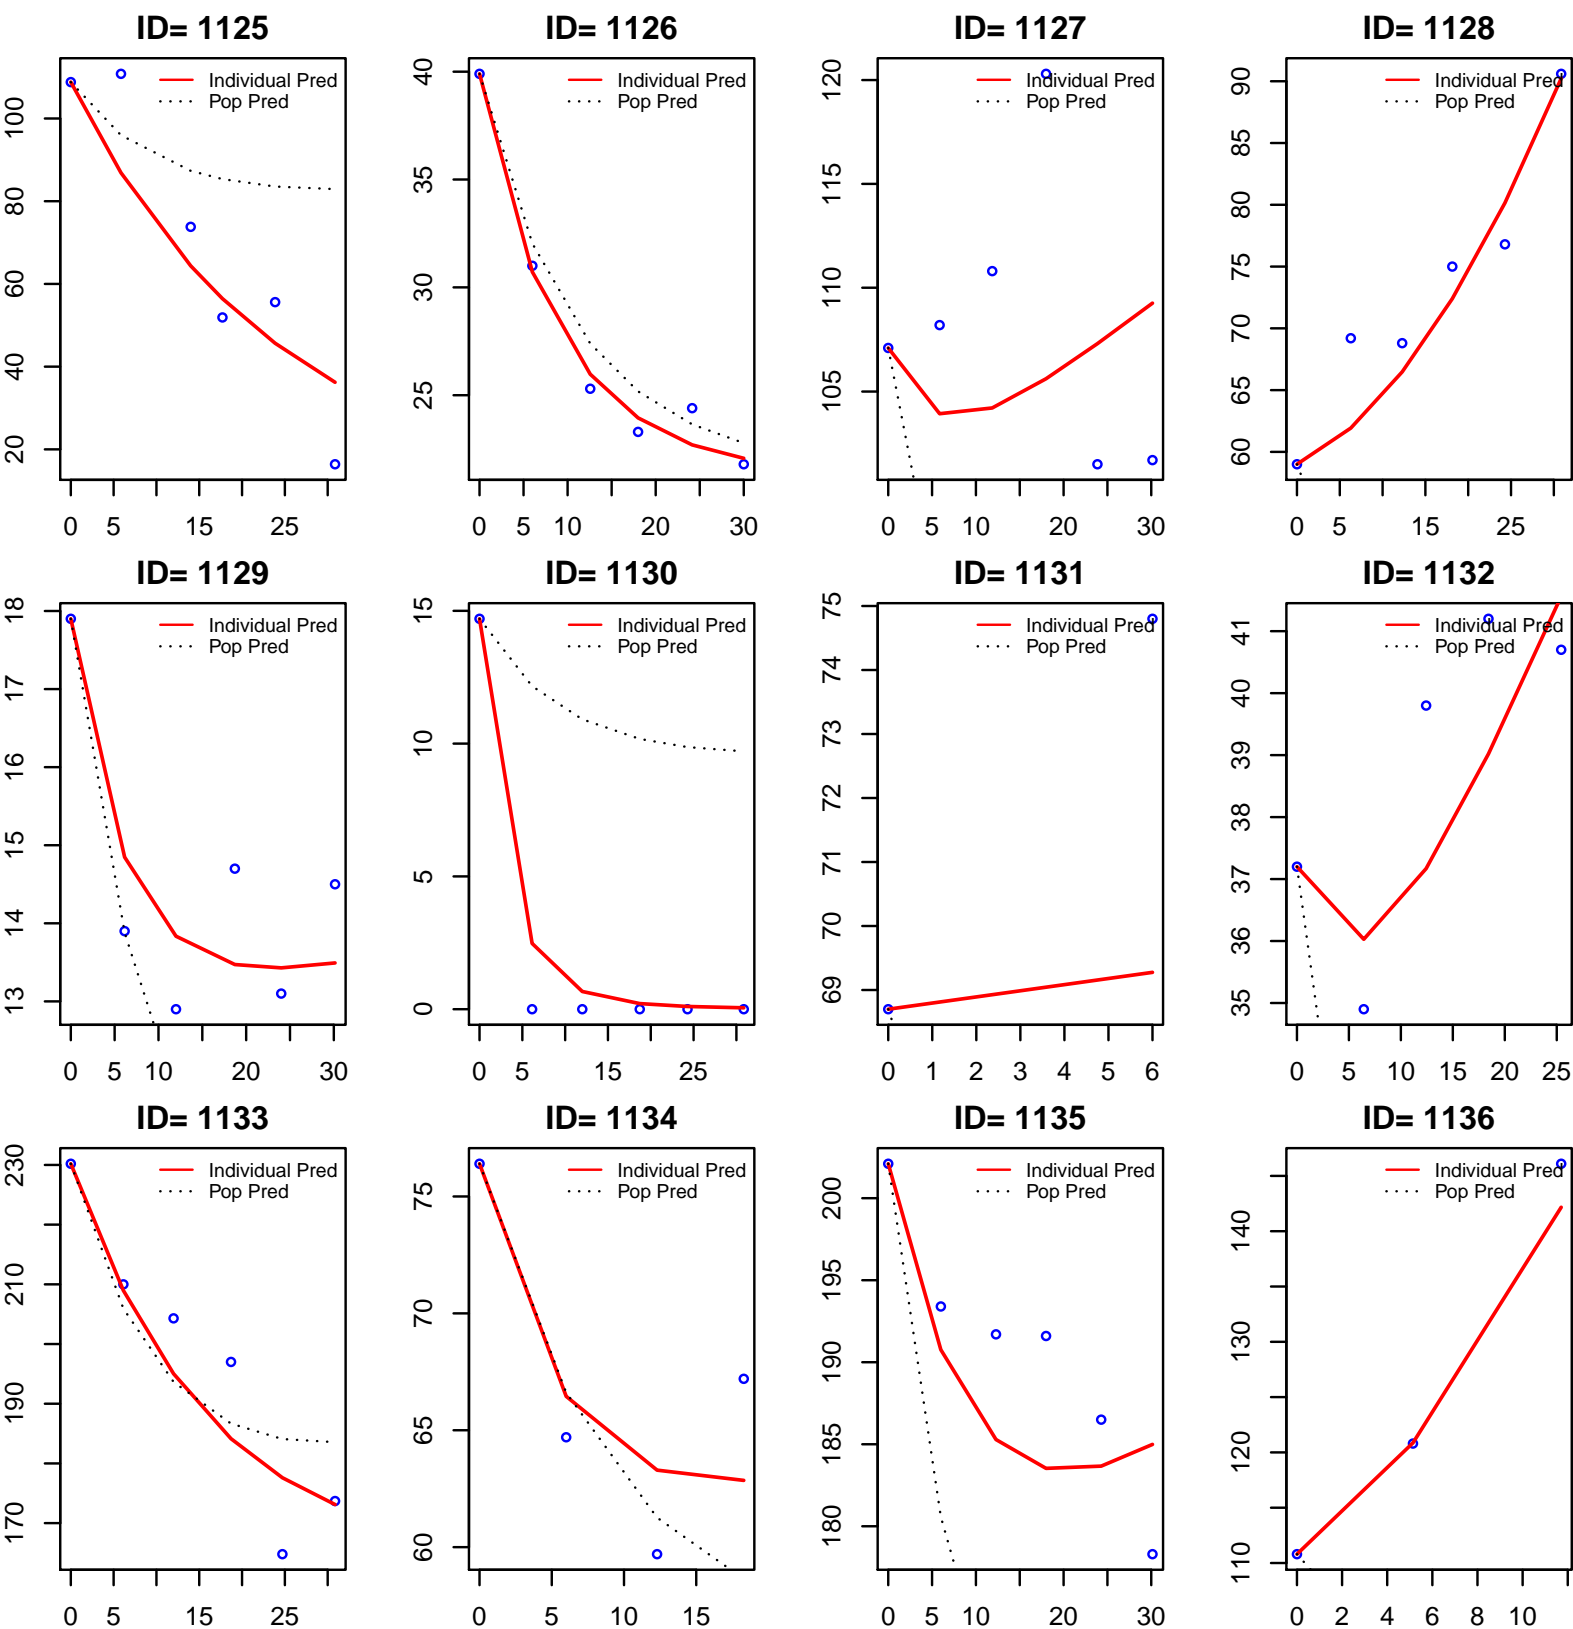 ID= 1125
Individual Pred
Pop Pred
20 40 60 80 100
0 5 15 25
ID= 1126
Individual Pred
Pop Pred
25 30 35 40
0 5 10 15 20 30
ID= 1127
Individual Pred
Pop Pred
105 110 115 120
0 5 10 20 30
ID= 1128
Individual Pred
Pop Pred
60 65 70 75 80 85 90
0 5 15 25
ID= 1129
Individual Pred
Pop Pred
13 14 15 16 17 18
0 5 10 20 30
ID= 1130
Individual Pred
Pop Pred
0 5 10 15
0 5 15 25
ID= 1131
Individual Pred
Pop Pred
69 70 71 72 73 74 75
0 1 2 3 4 5 6
ID= 1132
Individual Pred
Pop Pred
35 36 37 38 39 40 41
0 5 10 15 20 25
ID= 1133
Individual Pred
Pop Pred
170 190 210 230
0 5 15 25
ID= 1134
Individual Pred
Pop Pred
60 65 70 75
0 5 10 15
ID= 1135
Individual Pred
Pop Pred
180 185 190 195 200
0 5 10 20 30
ID= 1136
Individual Pred
Pop Pred
110 120 130 140
0 2 4 6 8 10